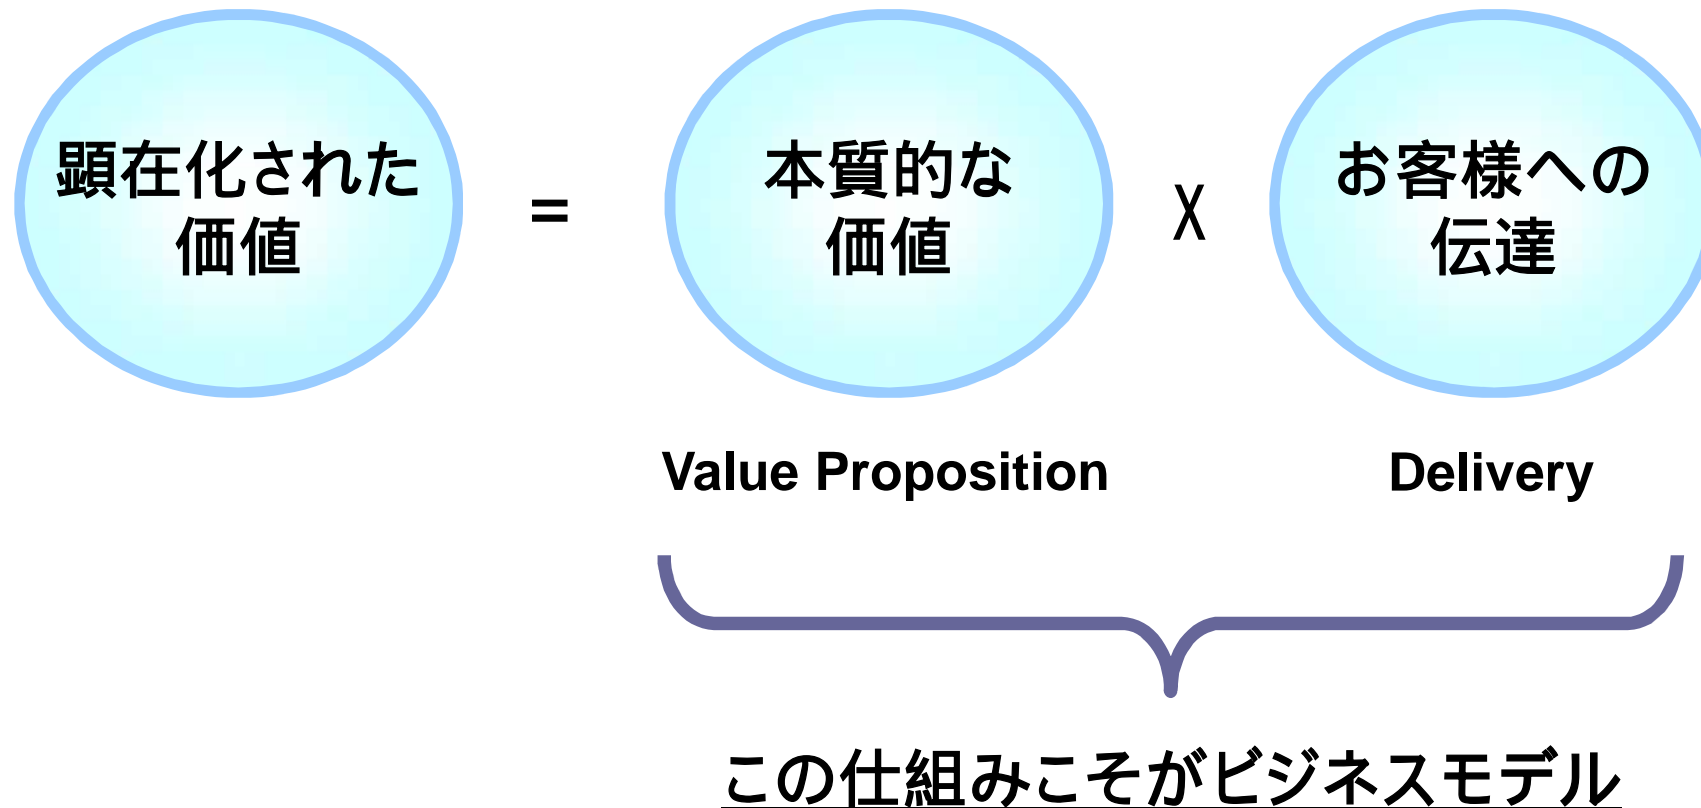 顕在化された
価値
=
本質的な
価値
X
お客様への
伝達
Value Proposition
Delivery
この仕組みこそがビジネスモデル